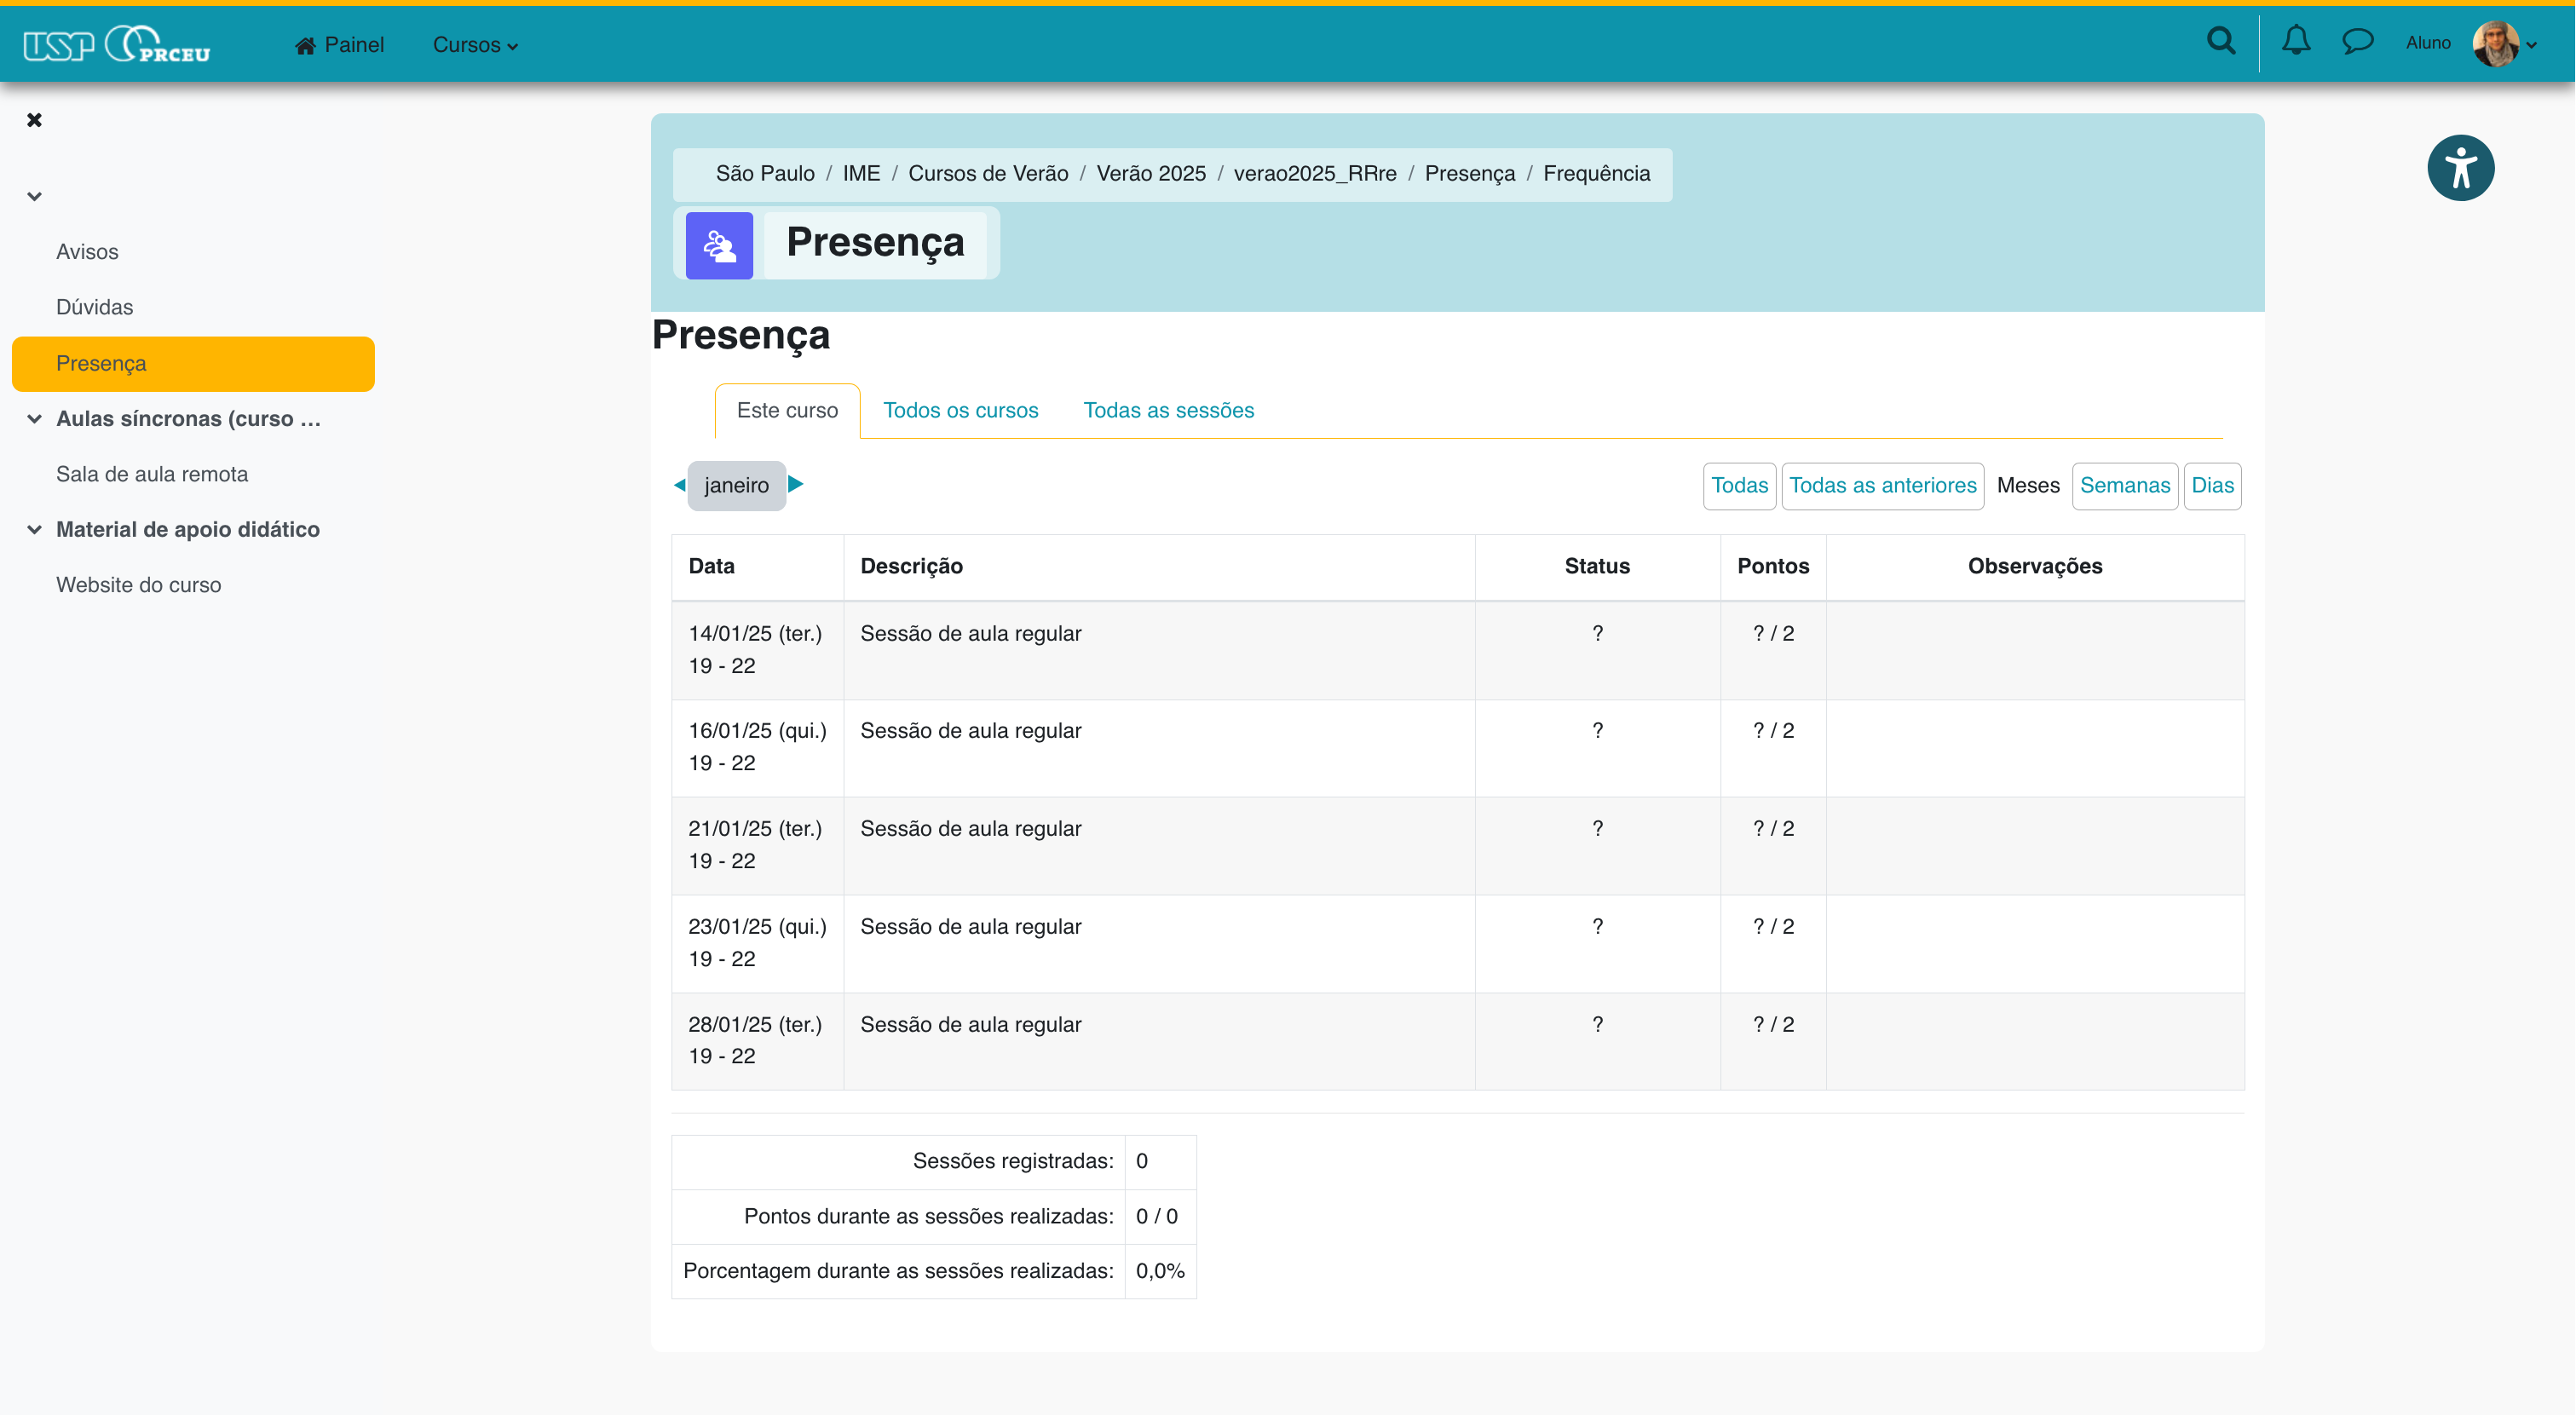 USP PRCEU
Painel
Cursos
Aluno
Avisos
Dúvidas
Presença
Aulas síncronas (curso ...
Sala de aula remota
Material de apoio didático
Website do curso
São Paulo / IME / Cursos de Verão / Verão 2025 / verao2025_RRre / Presença / Frequência
Presença
Presença
Este curso Todos os cursos Todas as sessões
janeiro
Todas Todas as anteriores Meses Semanas Dias
Data Descrição Status Pontos Observações
14/01/25 (ter.) Sessão de aula regular ? ? / 2
19 - 22
16/01/25 (qui.) Sessão de aula regular ? ? / 2
19 - 22
21/01/25 (ter.) Sessão de aula regular ? ? / 2
19 - 22
23/01/25 (qui.) Sessão de aula regular ? ? / 2
19 - 22
28/01/25 (ter.) Sessão de aula regular ? ? / 2
19 - 22
Sessões registradas: 0
Pontos durante as sessões realizadas: 0 / 0
Porcentagem durante as sessões realizadas: 0,0%